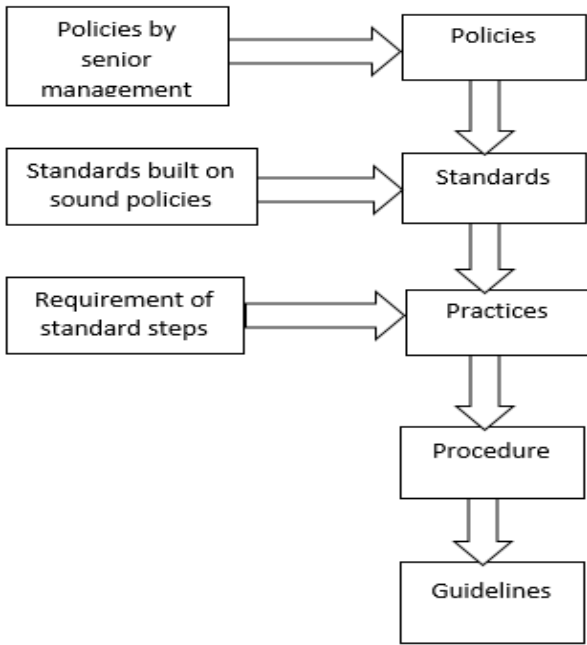 Policies by
senior
management
Policies
Standards built on
sound policies
Standards
Requirement of
standard steps
Practices
Procedure
Guidelines